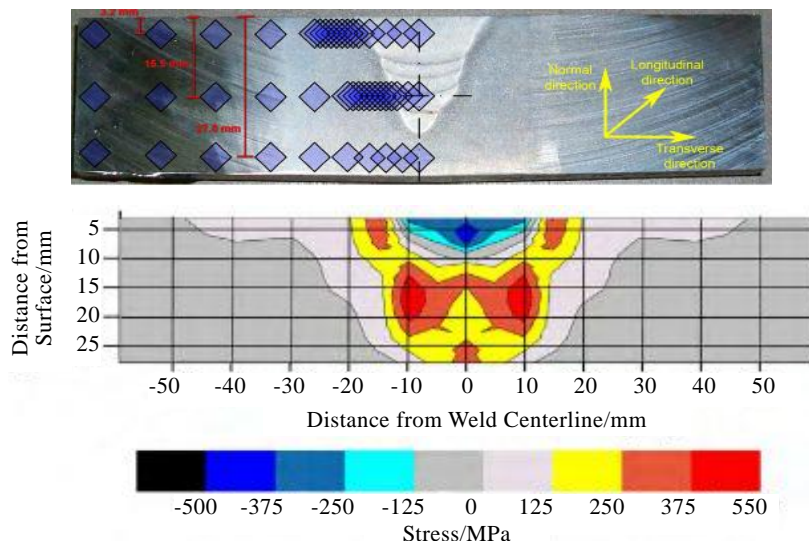 3.2 mm
15.5 mm
27.8 mm
Normal
direction
Longitudinal
direction
Transverse
direction
Distance from
Surface/mm
5
10
15
20
25
-50 -40 -30 -20 -10 0 10 20 30 40 50
Distance from Weld Centerline/mm
-500 -375 -250 -125 0 125 250 375 550
Stress/MPa